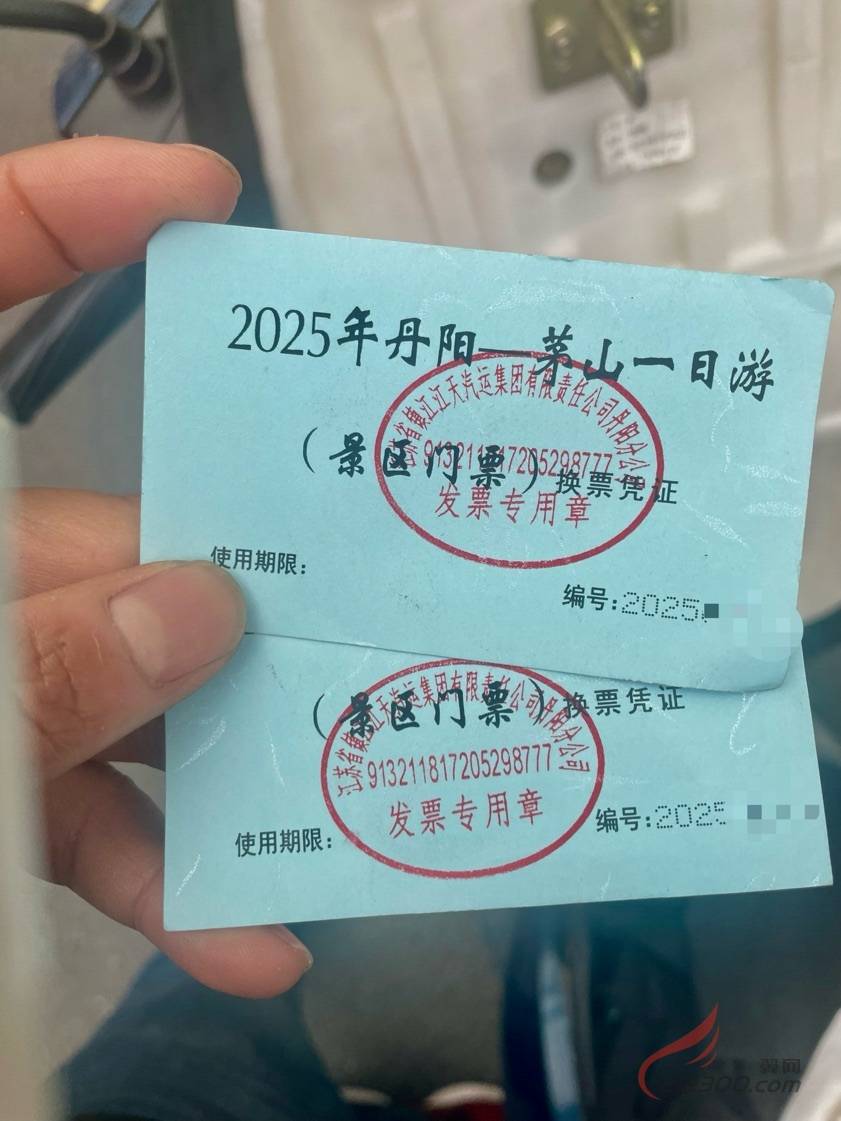 2025年丹阳—茅山一日游
（景区门票）换票凭证
江苏省镇江江天汽运集团有限责任公司丹阳分公司
913211817205298777
发票专用章
使用期限：
编号：2025
（景区门票）换票凭证
江苏省镇江江天汽运集团有限责任公司丹阳分公司
913211817205298777
发票专用章
使用期限：
编号：2025
翼网
300.com